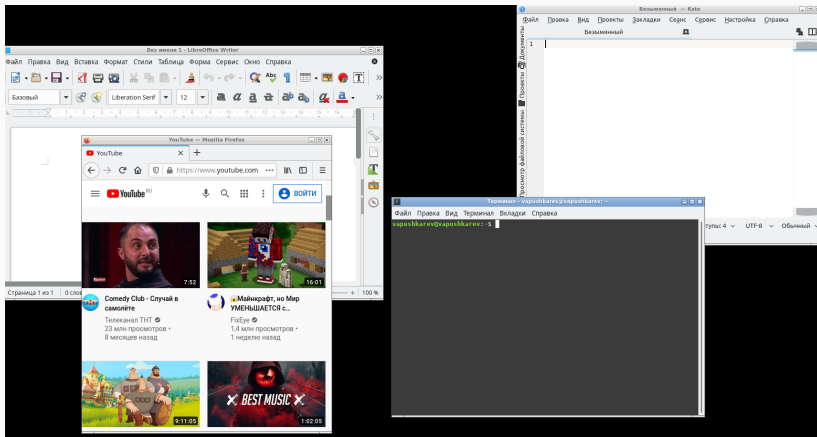 Безымянный — Kate
Файл Правка Вид Проекты Закладки Сеанс Сервис Настройка Справка
Безымянный
1
Документы
Проекты
Просмотр файловой системы
UTF-8 Обычный
Без имени 1 - LibreOffice Writer
Файл Правка Вид Вставка Формат Стили Таблица Форма Сервис Окно Справка
Базовый Liberation Serif 12
Страница 1 из 1
100 %
YouTube — Mozilla Firefox
YouTube
https://www.youtube.com
YouTube RU
ВОЙТИ
7:52
16:01
Comedy Club - Случай в самолёте
Телеканал ТНТ
23 млн просмотров •
8 месяцев назад
Майнкрафт, но Мир УМЕНЬШАЕТСЯ с...
FixEye
1,4 млн просмотров •
1 неделю назад
9:11:05
BEST MUSIC
1:02:05
Терминал - vapushkarev@vapushkarev: ~
Файл Правка Вид Терминал Вкладки Справка
vapushkarev@vapushkarev:~$